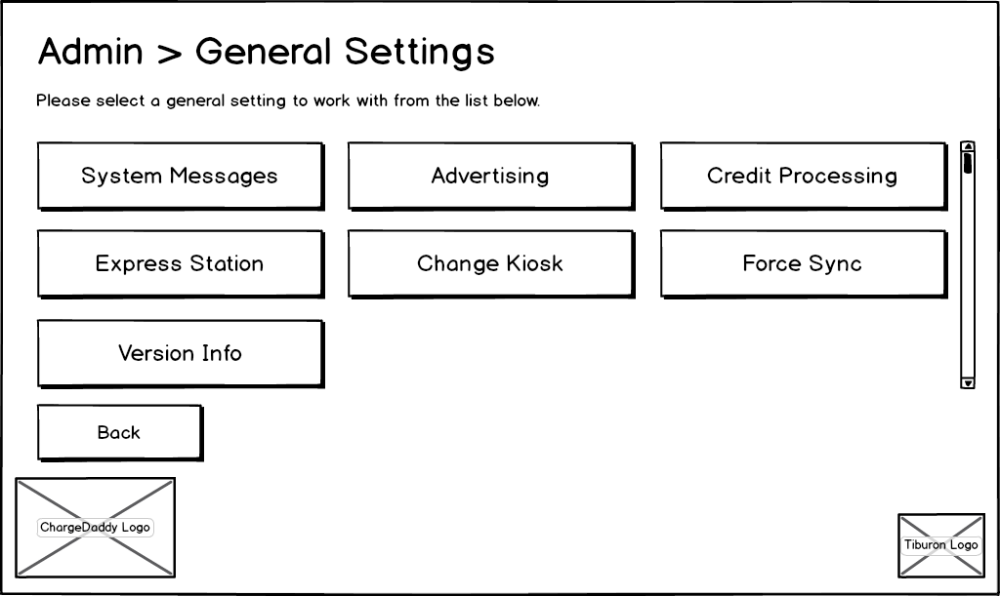 Admin > General Settings
Please select a general setting to work with from the list below.
System Messages
Advertising
Credit Processing
Express Station
Change Kiosk
Force Sync
Version Info
Back
ChargeDaddy Logo
Tiburon Logo